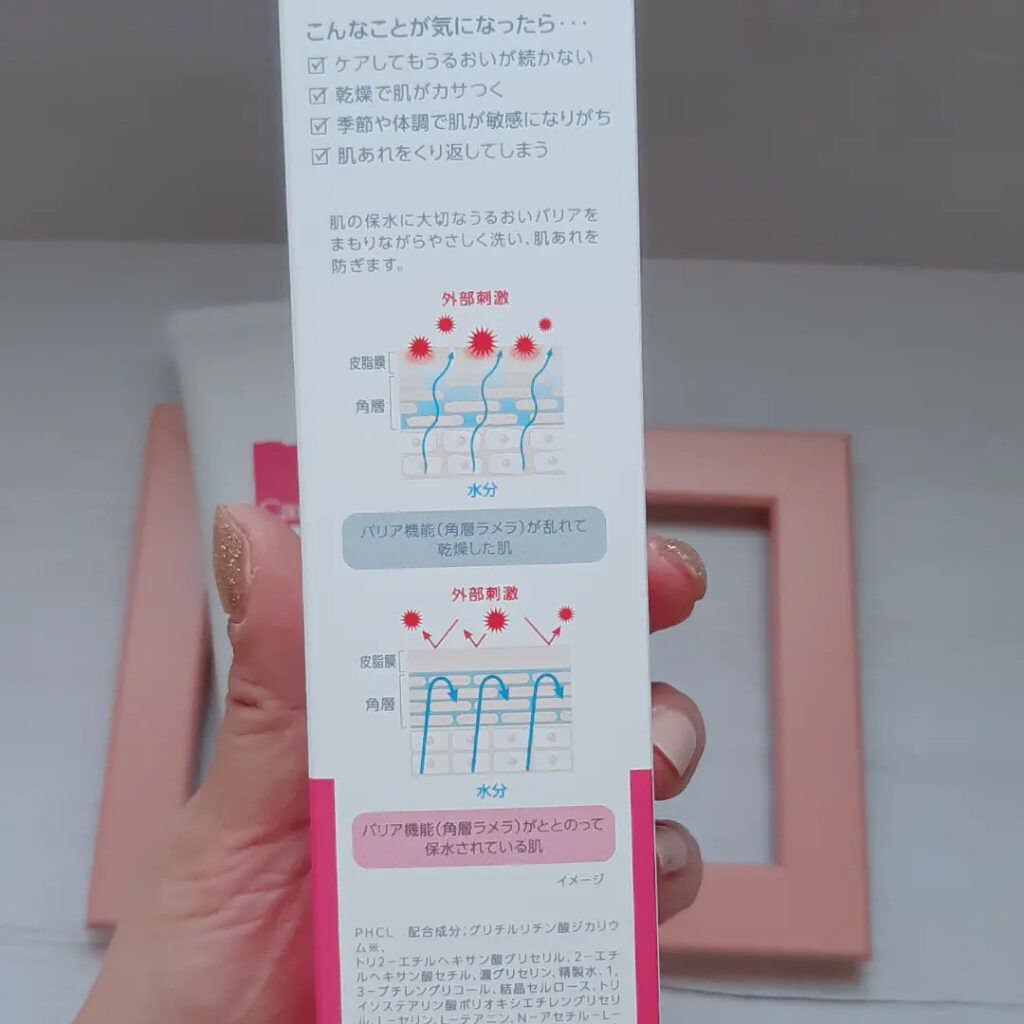 こんなことが気になったら・・・
ケアしてもうるおいが続かない
乾燥で肌がカサつく
季節や体調で肌が敏感になりがち
肌あれをくり返してしまう
肌の保水に大切なうるおいバリアを
まもりながらやさしく洗い、肌あれを
防ぎます。
外部刺激
皮脂膜
角層
水分
バリア機能(角層ラメラ)が乱れて
乾燥した肌
外部刺激
皮脂膜
角層
水分
バリア機能(角層ラメラ)がととのって
保水されている肌
イメージ
PHCL 配合成分;グリチルリチン酸ジカリウ
ム※、
トリ2-エチルヘキサン酸グリセリル、2-エチ
ルヘキサン酸セチル、濃グリセリン、精製水、1,
3-ブチレングリコール、結晶セルロース、トリ
イソステアリン酸ポリオキシエチレングリセリ
ル、L-セリン、L-テアニン、N-アセチル-L-